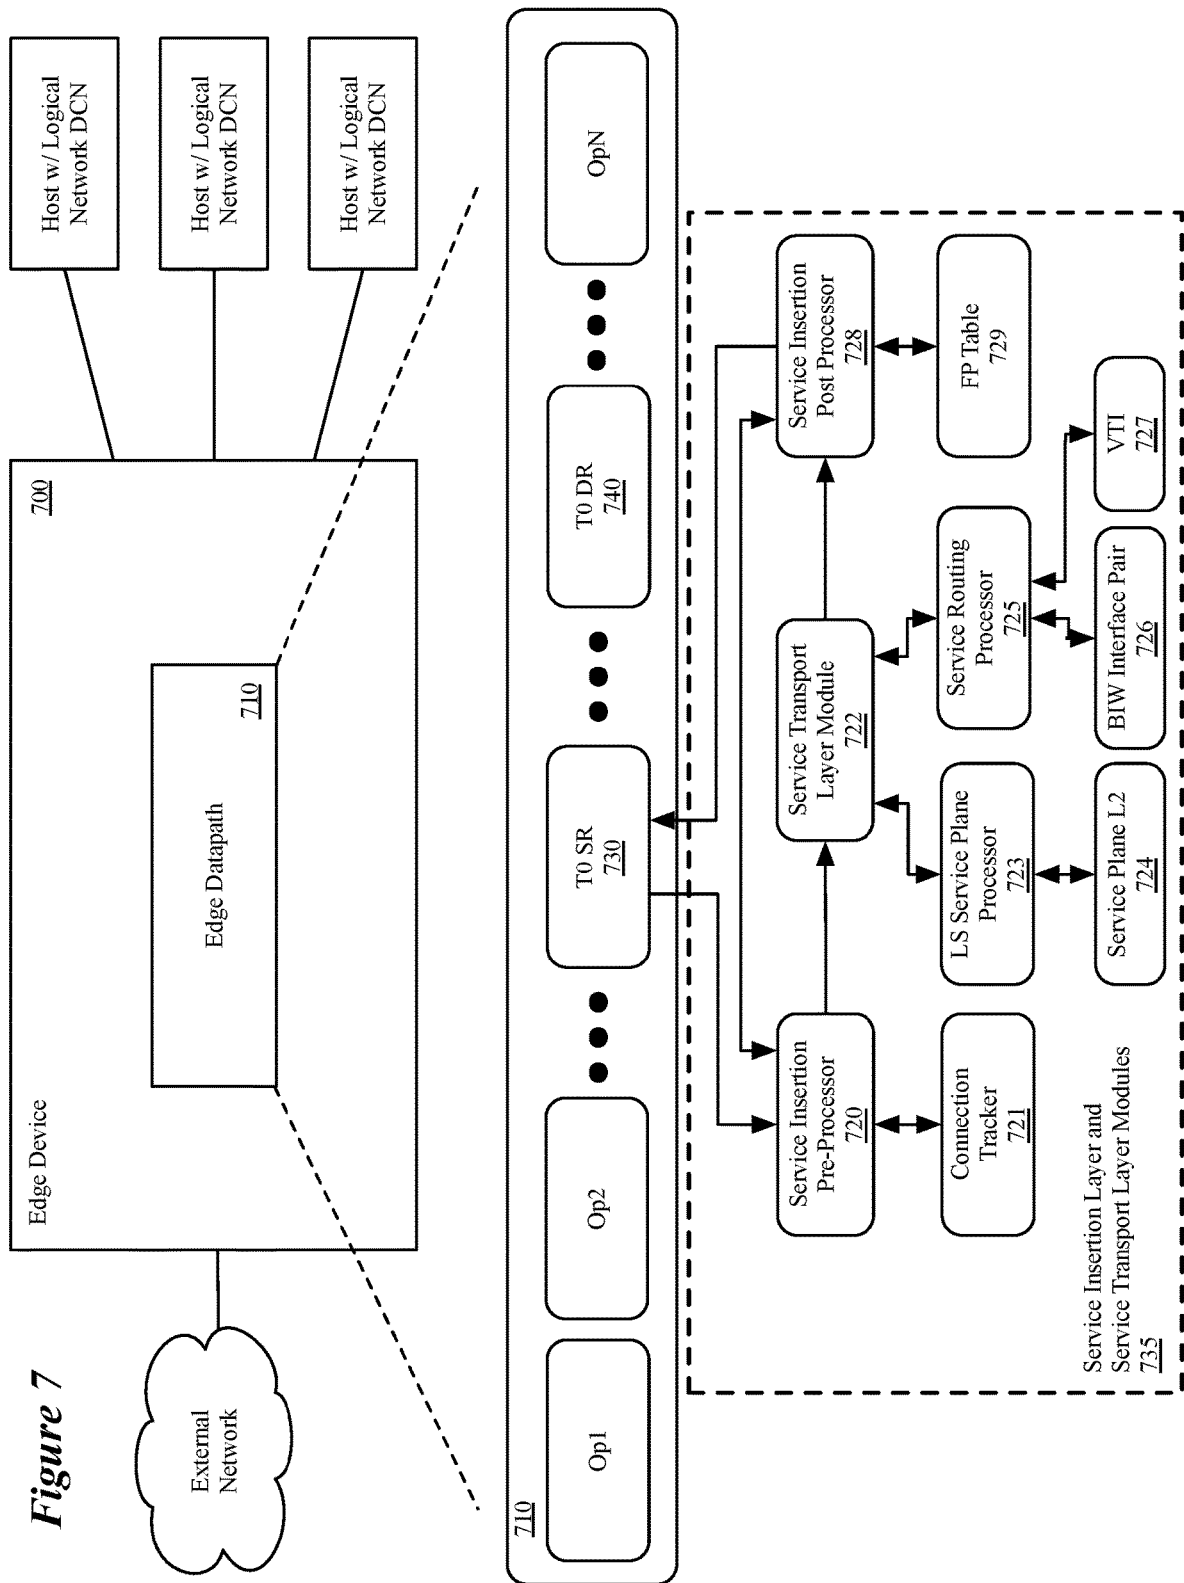 Figure 7
External
Network
Edge Device
700
Edge Datapath
710
Host w/ Logical
Network DCN
Host w/ Logical
Network DCN
Host w/ Logical
Network DCN
710
Op1
Op2
T0 SR
730
T0 DR
740
OpN
Service Insertion
Pre-Processor
720
Service Transport
Layer Module
722
Service Insertion
Post Processor
728
Connection
Tracker
721
LS Service Plane
Processor
723
Service Routing
Processor
725
FP Table
729
Service Plane L2
724
BIW Interface Pair
726
VTI
727
Service Insertion Layer and
Service Transport Layer Modules
735